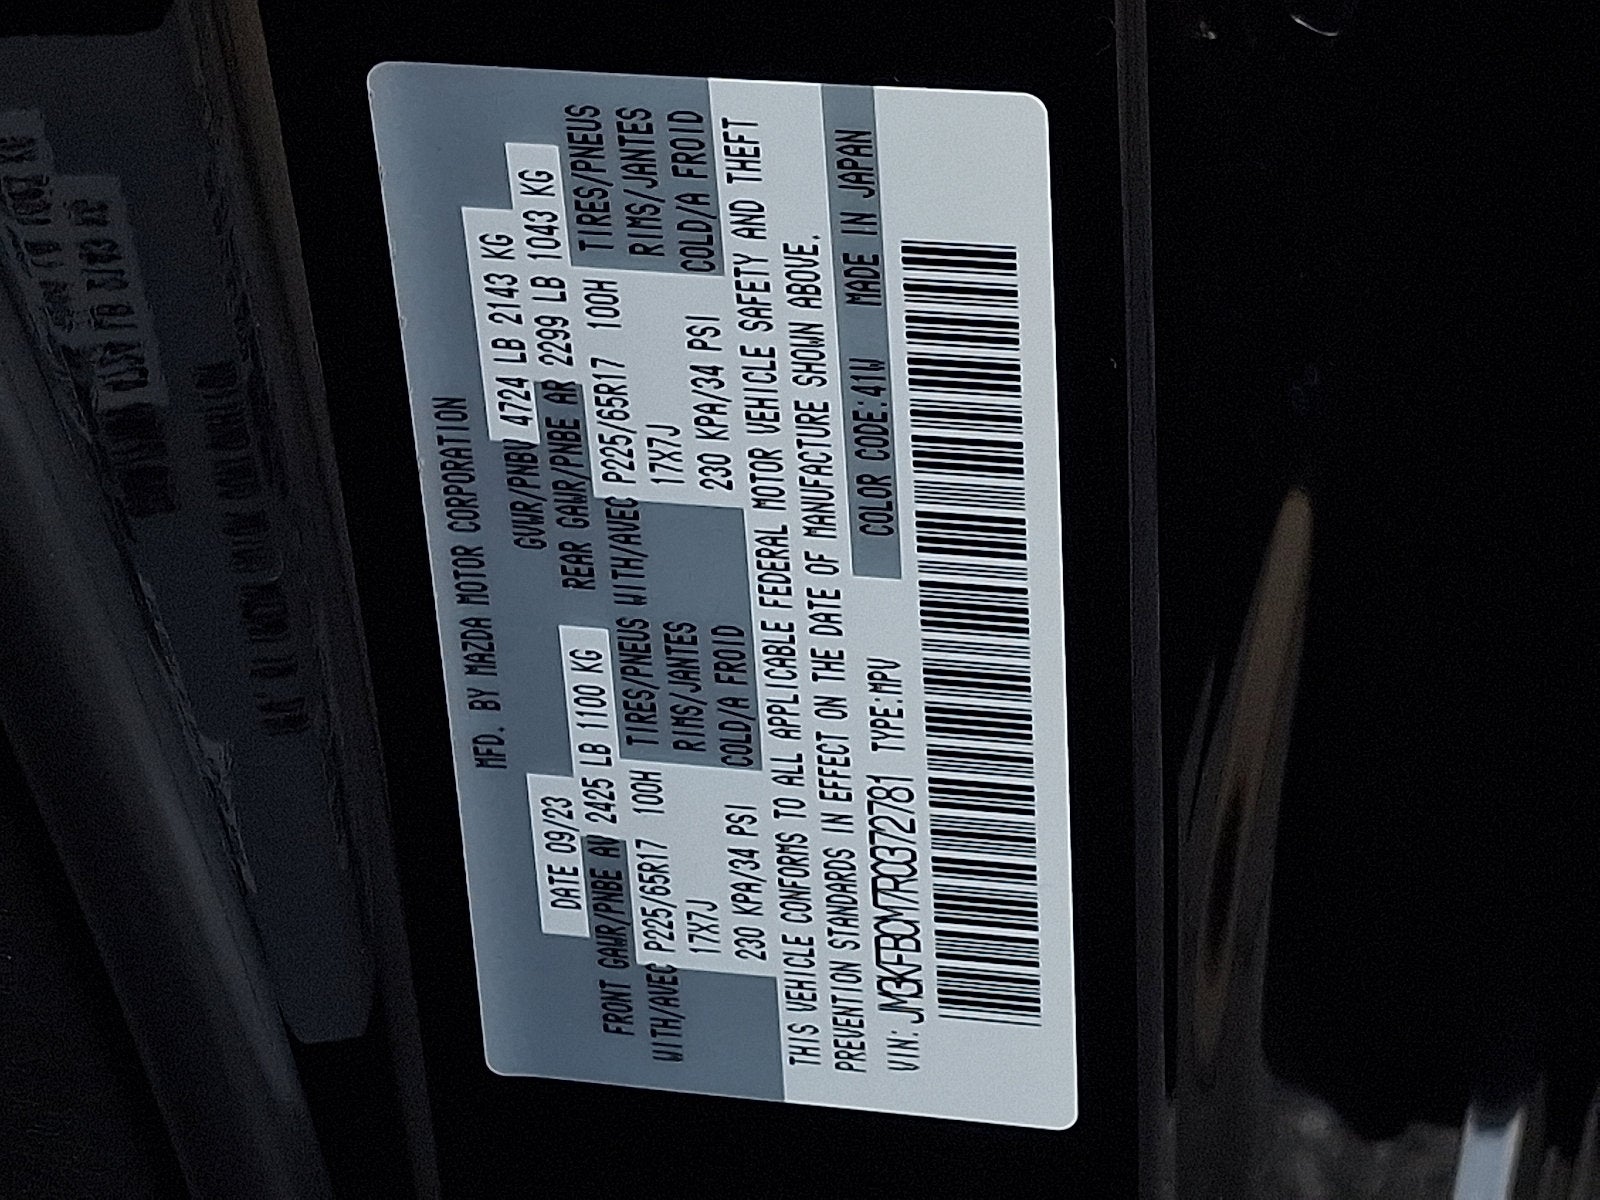 MFD. BY MAZDA MOTOR CORPORATION
DATE 09/23 GVWR/PNBV 4724 LB 2143 KG
FRONT GAWR/PNBE AV 2425 LB 1100 KG REAR GAWR/PNBE AR 2299 LB 1043 KG
WITH/AVEC P225/65R17 100H TIRES/PNEUS WITH/AVEC P225/65R17 100H TIRES/PNEUS
17X7J RIMS/JANTES 17X7J RIMS/JANTES
230 KPA/34 PSI COLD/A FROID 230 KPA/34 PSI COLD/A FROID
THIS VEHICLE CONFORMS TO ALL APPLICABLE FEDERAL MOTOR VEHICLE SAFETY AND THEFT
PREVENTION STANDARDS IN EFFECT ON THE DATE OF MANUFACTURE SHOWN ABOVE.
VIN: JM3KFBCM7R0372781 TYPE:MPV COLOR CODE:41W MADE IN JAPAN